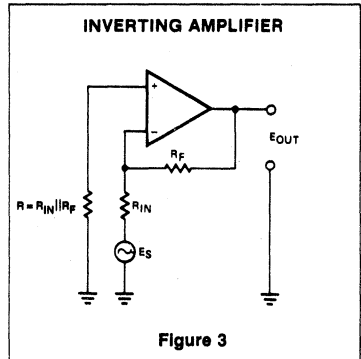 INVERTING AMPLIFIER
+
−
EOUT
RF
R = RIN||RF
RIN
ES
Figure 3